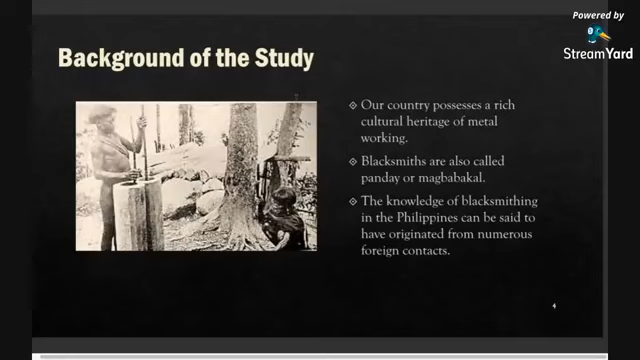 Powered by
StreamYard
Background of the Study
Our country possesses a rich
cultural heritage of metal
working.
Blacksmiths are also called
panday or magbabakal.
The knowledge of blacksmithing
in the Philippines can be said to
have originated from numerous
foreign contacts.
4